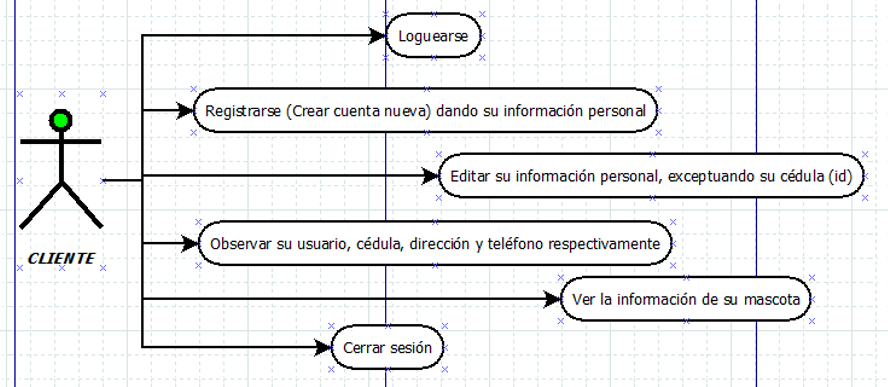 Loguearse
Registrarse (Crear cuenta nueva) dando su información personal
Editar su información personal, exceptuando su cédula (id)
Observar su usuario, cédula, dirección y teléfono respectivamente
CLIENTE
Ver la información de su mascota
Cerrar sesión